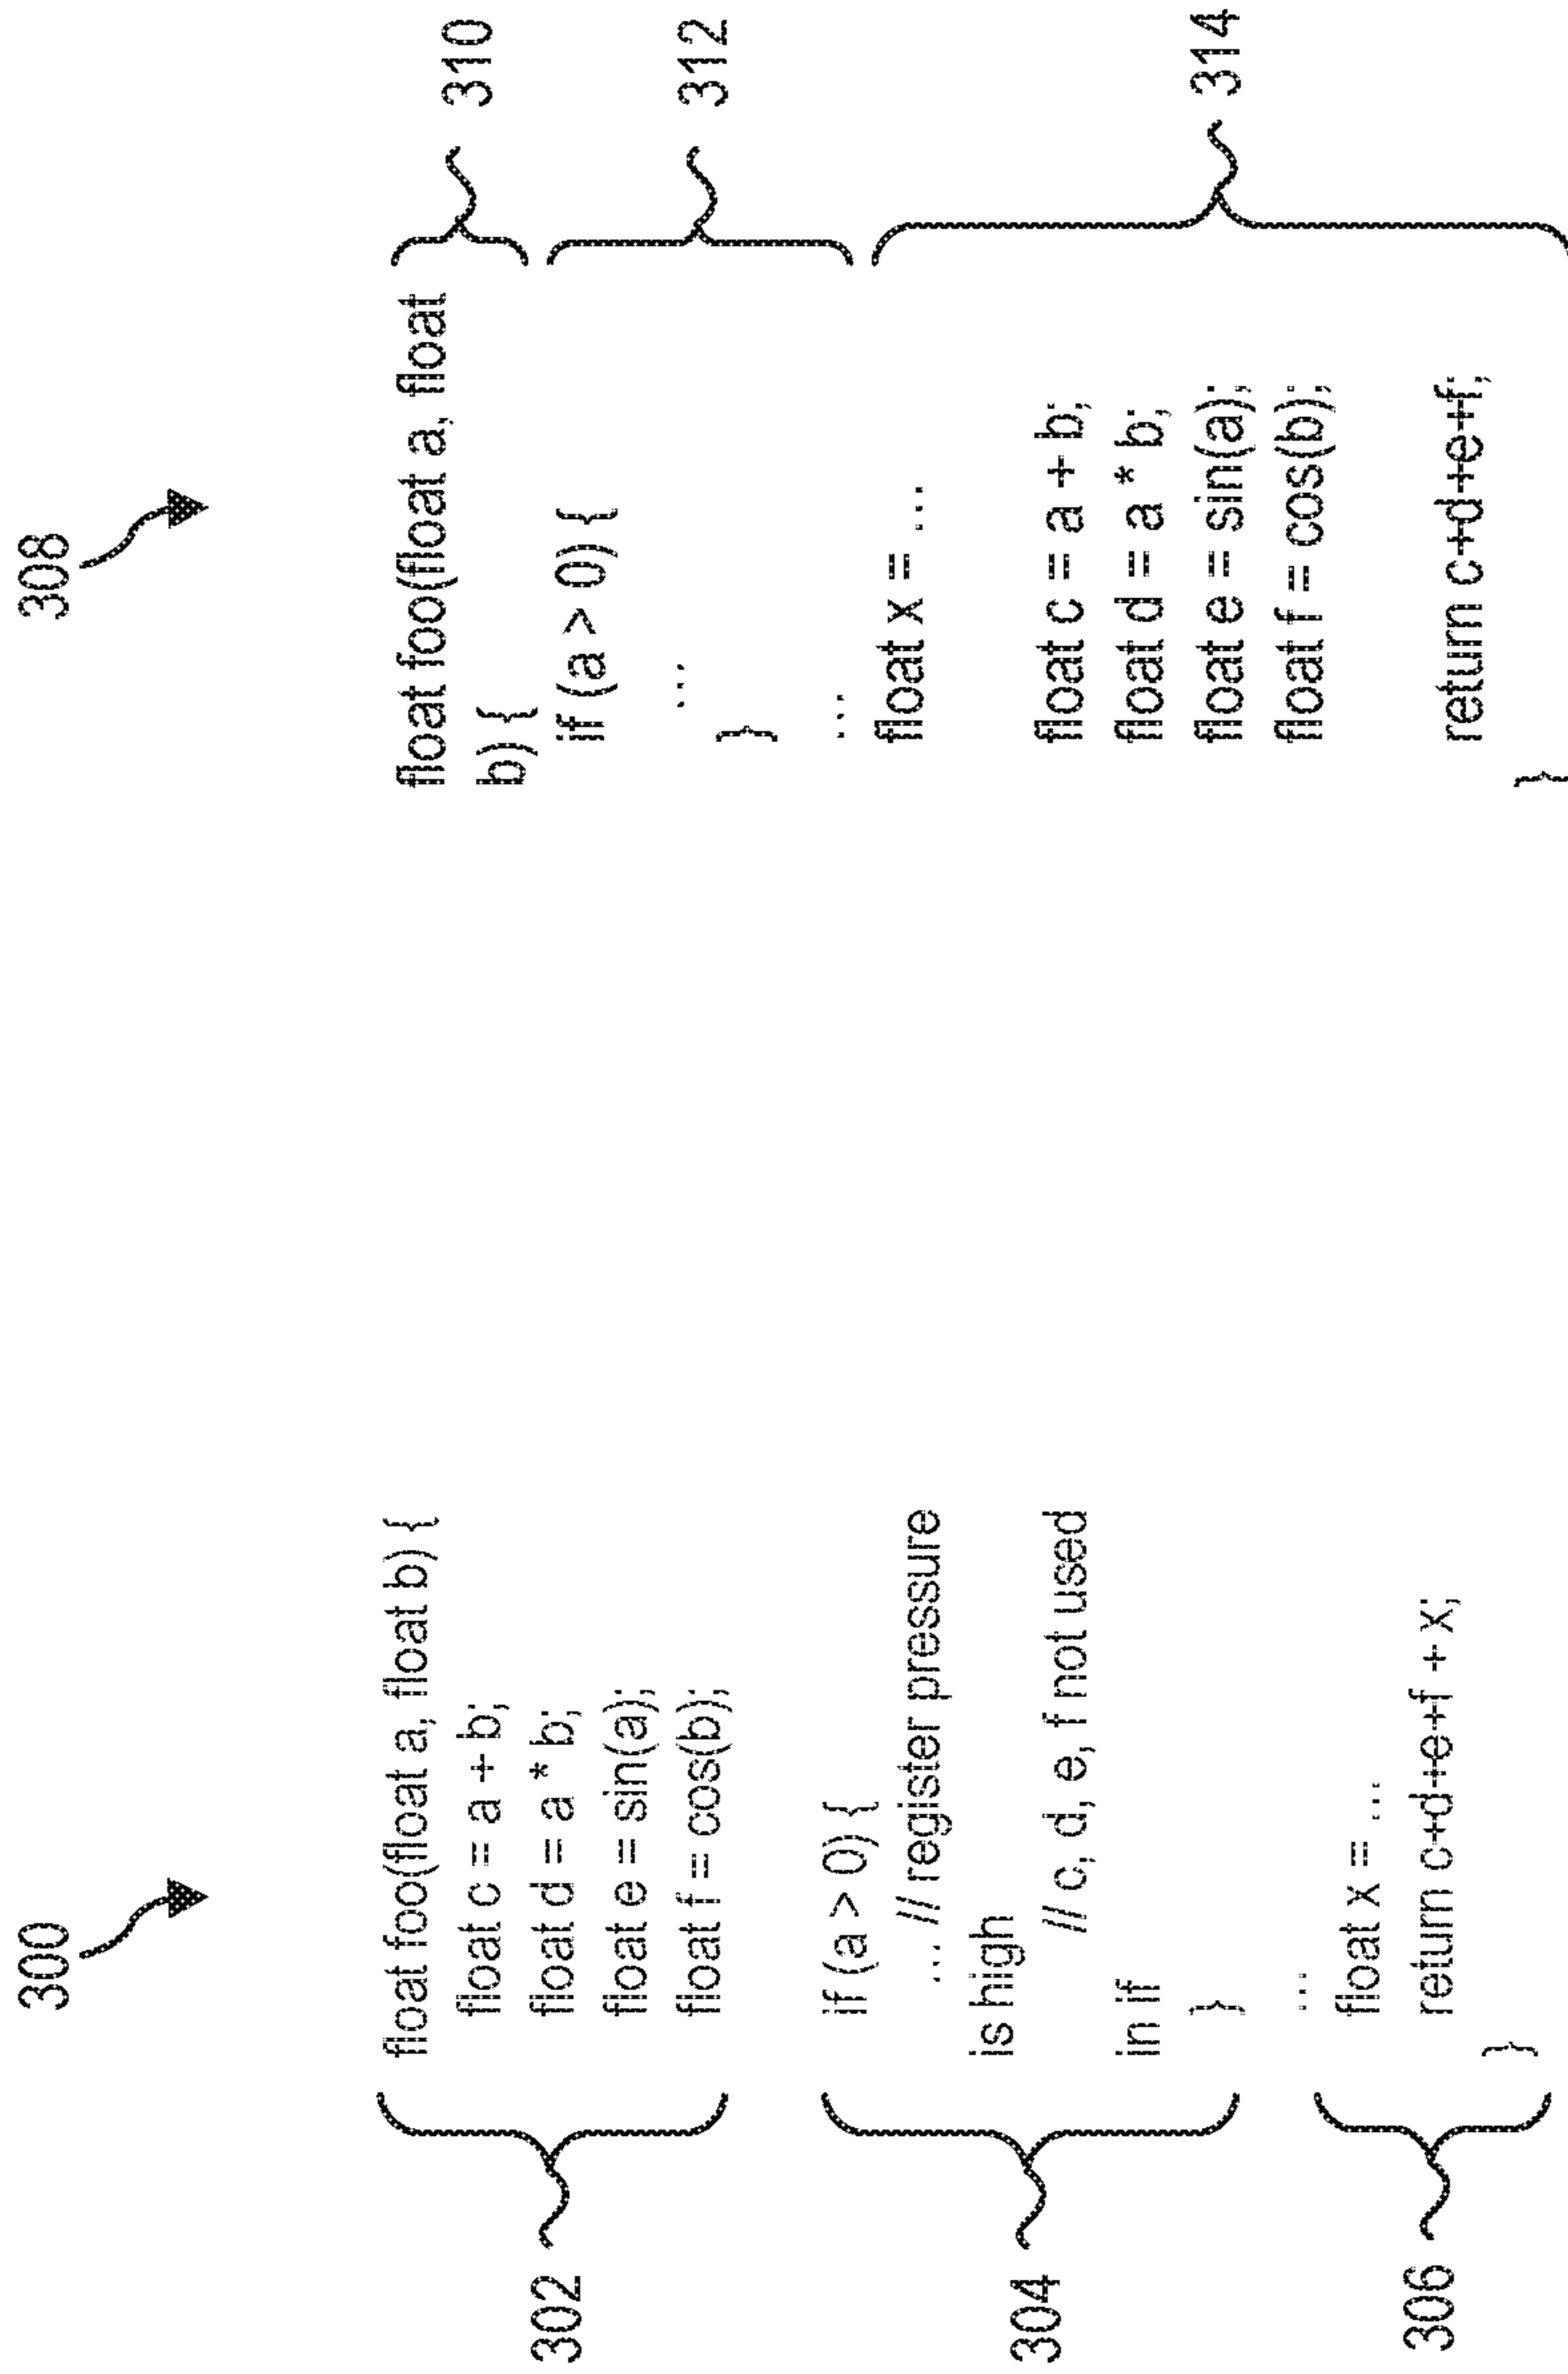 300
302
float foo(float a, float b) {
float c = a + b;
float d = a * b;
float e = sin(a);
float f = cos(b);
304
if (a > 0) {
... // register pressure
is high
// c, d, e, f not used
in if
}
306
...
float x = ...
return c+d+e+f + x;
}
308
float foo(float a, float
b) {
310
if (a > 0) {
...
}
312
...
float x = ...
float c = a + b;
float d = a * b;
float e = sin(a);
float f = cos(b);
314
return c+d+e+f;
}